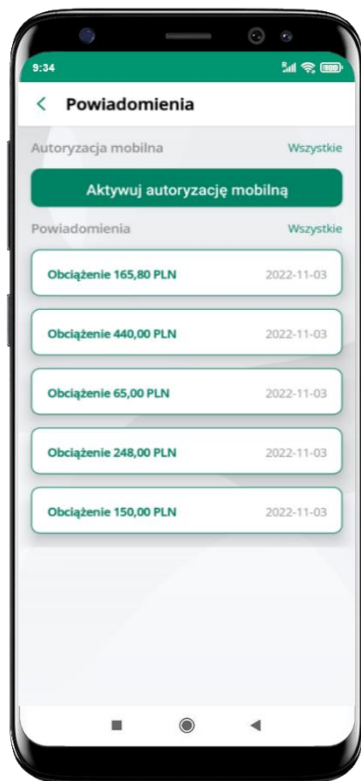 9:34
Powiadomienia
Autoryzacja mobilna Wszystkie
Aktywuj autoryzację mobilną
Powiadomienia Wszystkie
Obciążenie 165,80 PLN 2022-11-03
Obciążenie 440,00 PLN 2022-11-03
Obciążenie 65,00 PLN 2022-11-03
Obciążenie 248,00 PLN 2022-11-03
Obciążenie 150,00 PLN 2022-11-03